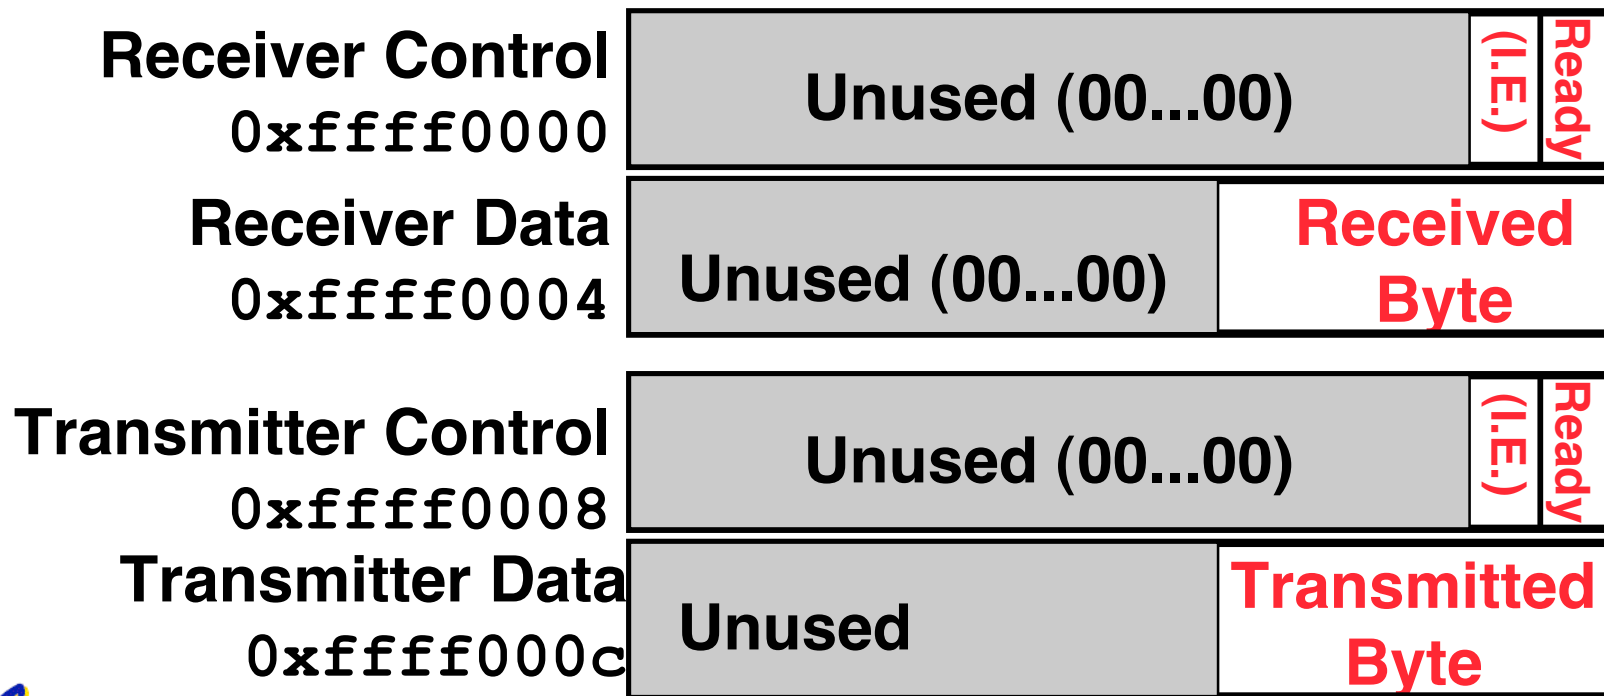 Receiver Control
0xffff0000
Unused (00...00)
(I.E.)
Ready
Receiver Data
0xffff0004
Unused (00...00)
Received
Byte
Transmitter Control
0xffff0008
Unused (00...00)
(I.E.)
Ready
Transmitter Data
0xffff000c
Unused
Transmitted
Byte